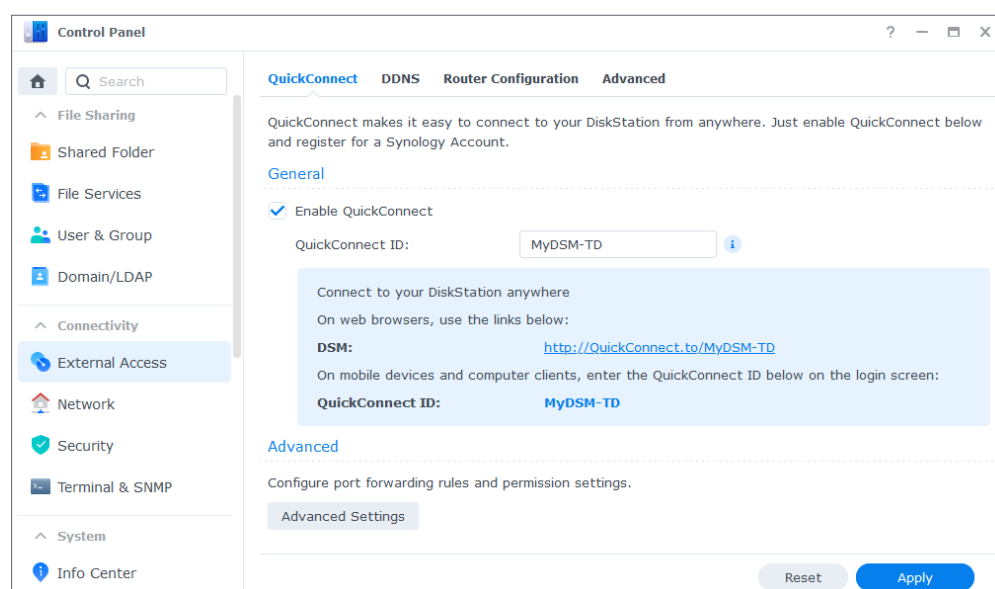 Control Panel
?
Search
File Sharing
Shared Folder
File Services
User & Group
Domain/LDAP
Connectivity
External Access
Network
Security
Terminal & SNMP
System
Info Center
QuickConnect DDNS Router Configuration Advanced
QuickConnect makes it easy to connect to your DiskStation from anywhere. Just enable QuickConnect below
and register for a Synology Account.
General
Enable QuickConnect
QuickConnect ID: MyDSM-TD i
Connect to your DiskStation anywhere
On web browsers, use the links below:
DSM: http://QuickConnect.to/MyDSM-TD
On mobile devices and computer clients, enter the QuickConnect ID below on the login screen:
QuickConnect ID: MyDSM-TD
Advanced
Configure port forwarding rules and permission settings.
Advanced Settings
Reset Apply